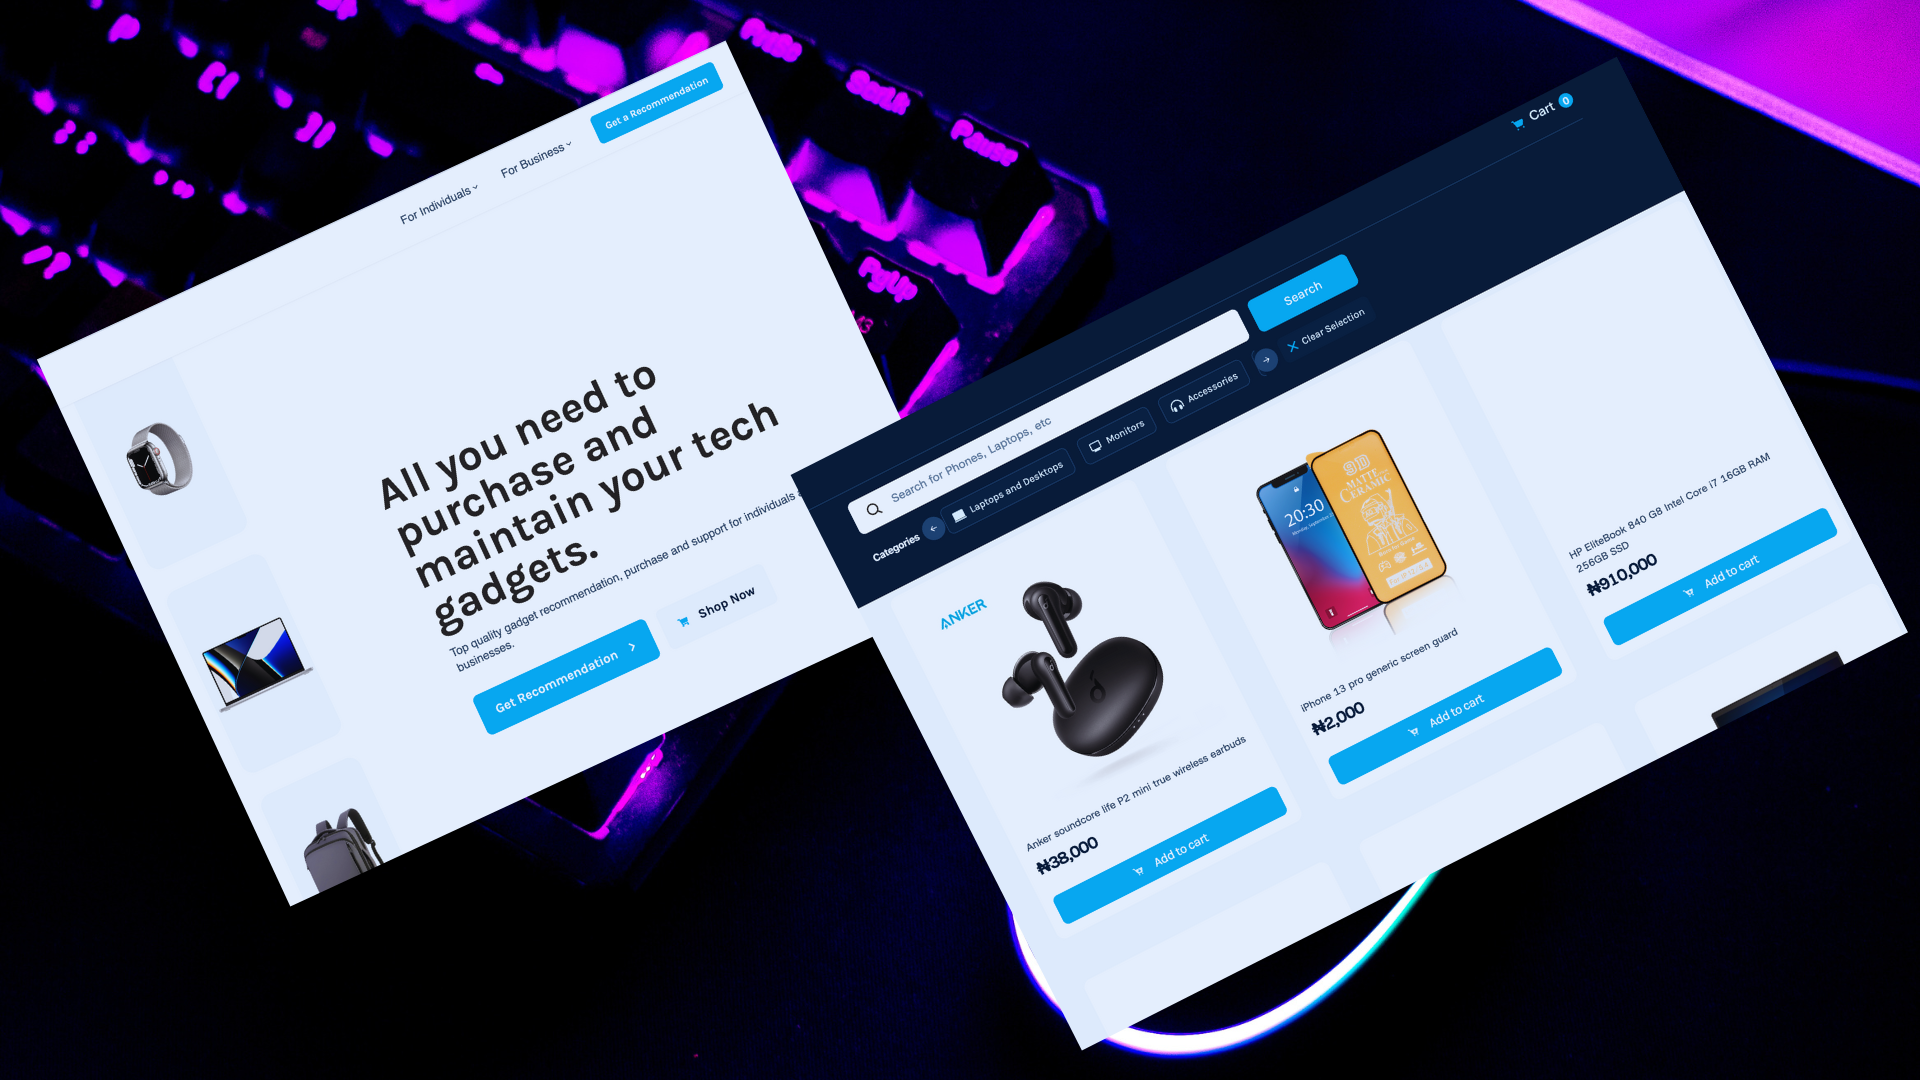 Pause
PgUp
For Individuals
For Business
Get a Recommendation
All you need to
purchase and
maintain your tech
gadgets.
Top quality gadget recommendation, purchase and support for individuals
businesses.
Get Recommendation
Shop Now
Cart 0
Search for Phones, Laptops, etc
Search
Categories
Laptops and Desktops
Monitors
Accessories
Clear Selection
ANKER
Anker soundcore life P2 mini true wireless earbuds
₦38,000
Add to cart
20:30
9D
MATTE
CERAMIC
iPhone 13 pro generic screen guard
₦2,000
Add to cart
HP EliteBook 840 G8 Intel Core i7 16GB RAM
256GB SSD
₦910,000
Add to cart